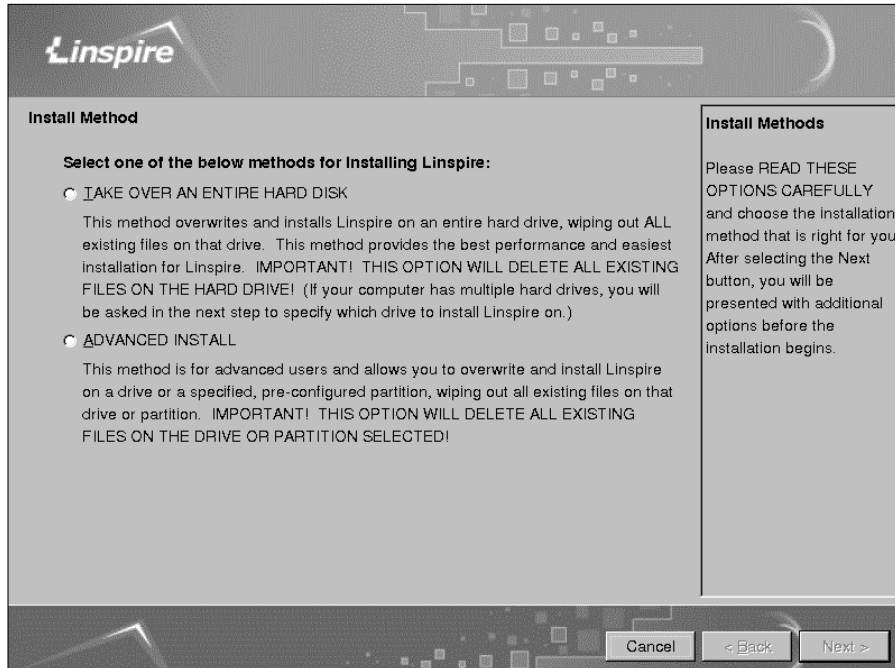 Linspire
Install Method
Select one of the below methods for Installing Linspire:
TAKE OVER AN ENTIRE HARD DISK
This method overwrites and installs Linspire on an entire hard drive, wiping out ALL
existing files on that drive. This method provides the best performance and easiest
installation for Linspire. IMPORTANT! THIS OPTION WILL DELETE ALL EXISTING
FILES ON THE HARD DRIVE! (If your computer has multiple hard drives, you will
be asked in the next step to specify which drive to install Linspire on.)
ADVANCED INSTALL
This method is for advanced users and allows you to overwrite and install Linspire
on a drive or a specified, pre-configured partition, wiping out all existing files on that
drive or partition. IMPORTANT! THIS OPTION WILL DELETE ALL EXISTING
FILES ON THE DRIVE OR PARTITION SELECTED!
Install Methods
Please READ THESE
OPTIONS CAREFULLY
and choose the installation
method that is right for you
After selecting the Next
button, you will be
presented with additional
options before the
installation begins.
Cancel
< Back
Next >